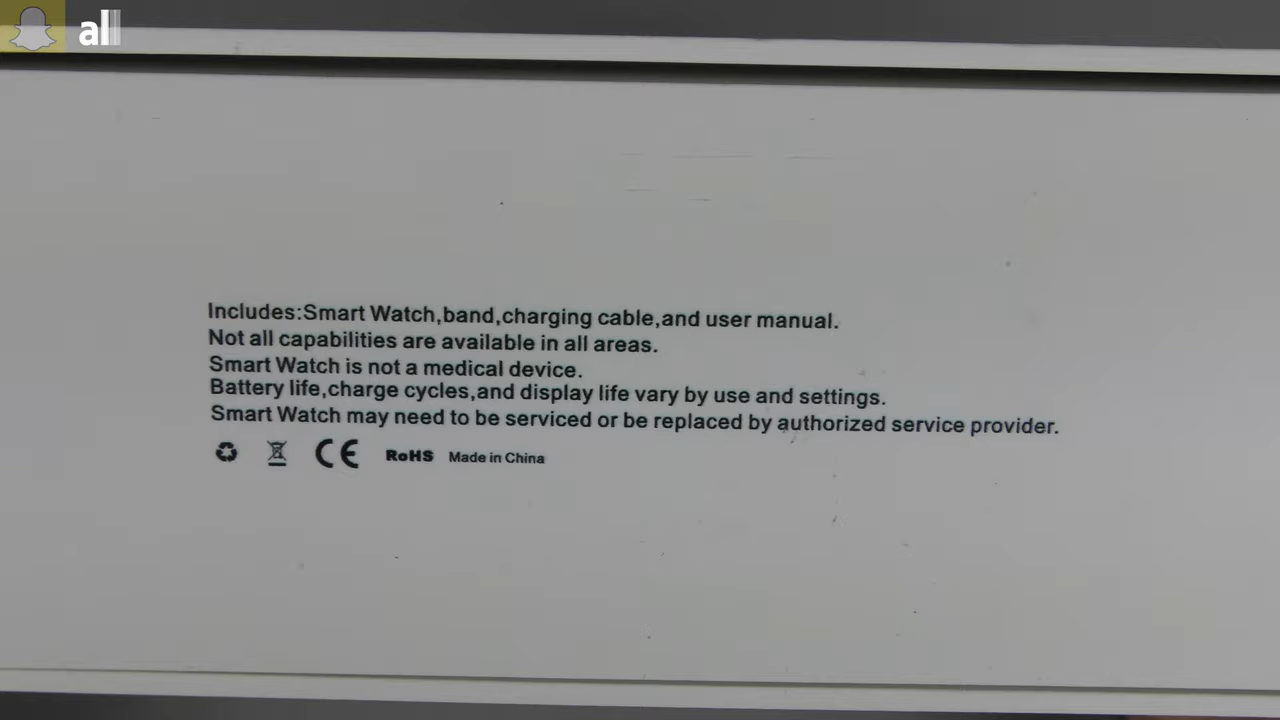 al
Includes:Smart Watch,band,charging cable,and user manual.
Not all capabilities are available in all areas.
Smart Watch is not a medical device.
Battery life,charge cycles,and display life vary by use and settings.
Smart Watch may need to be serviced or be replaced by authorized service provider.
CE RoHS Made in China